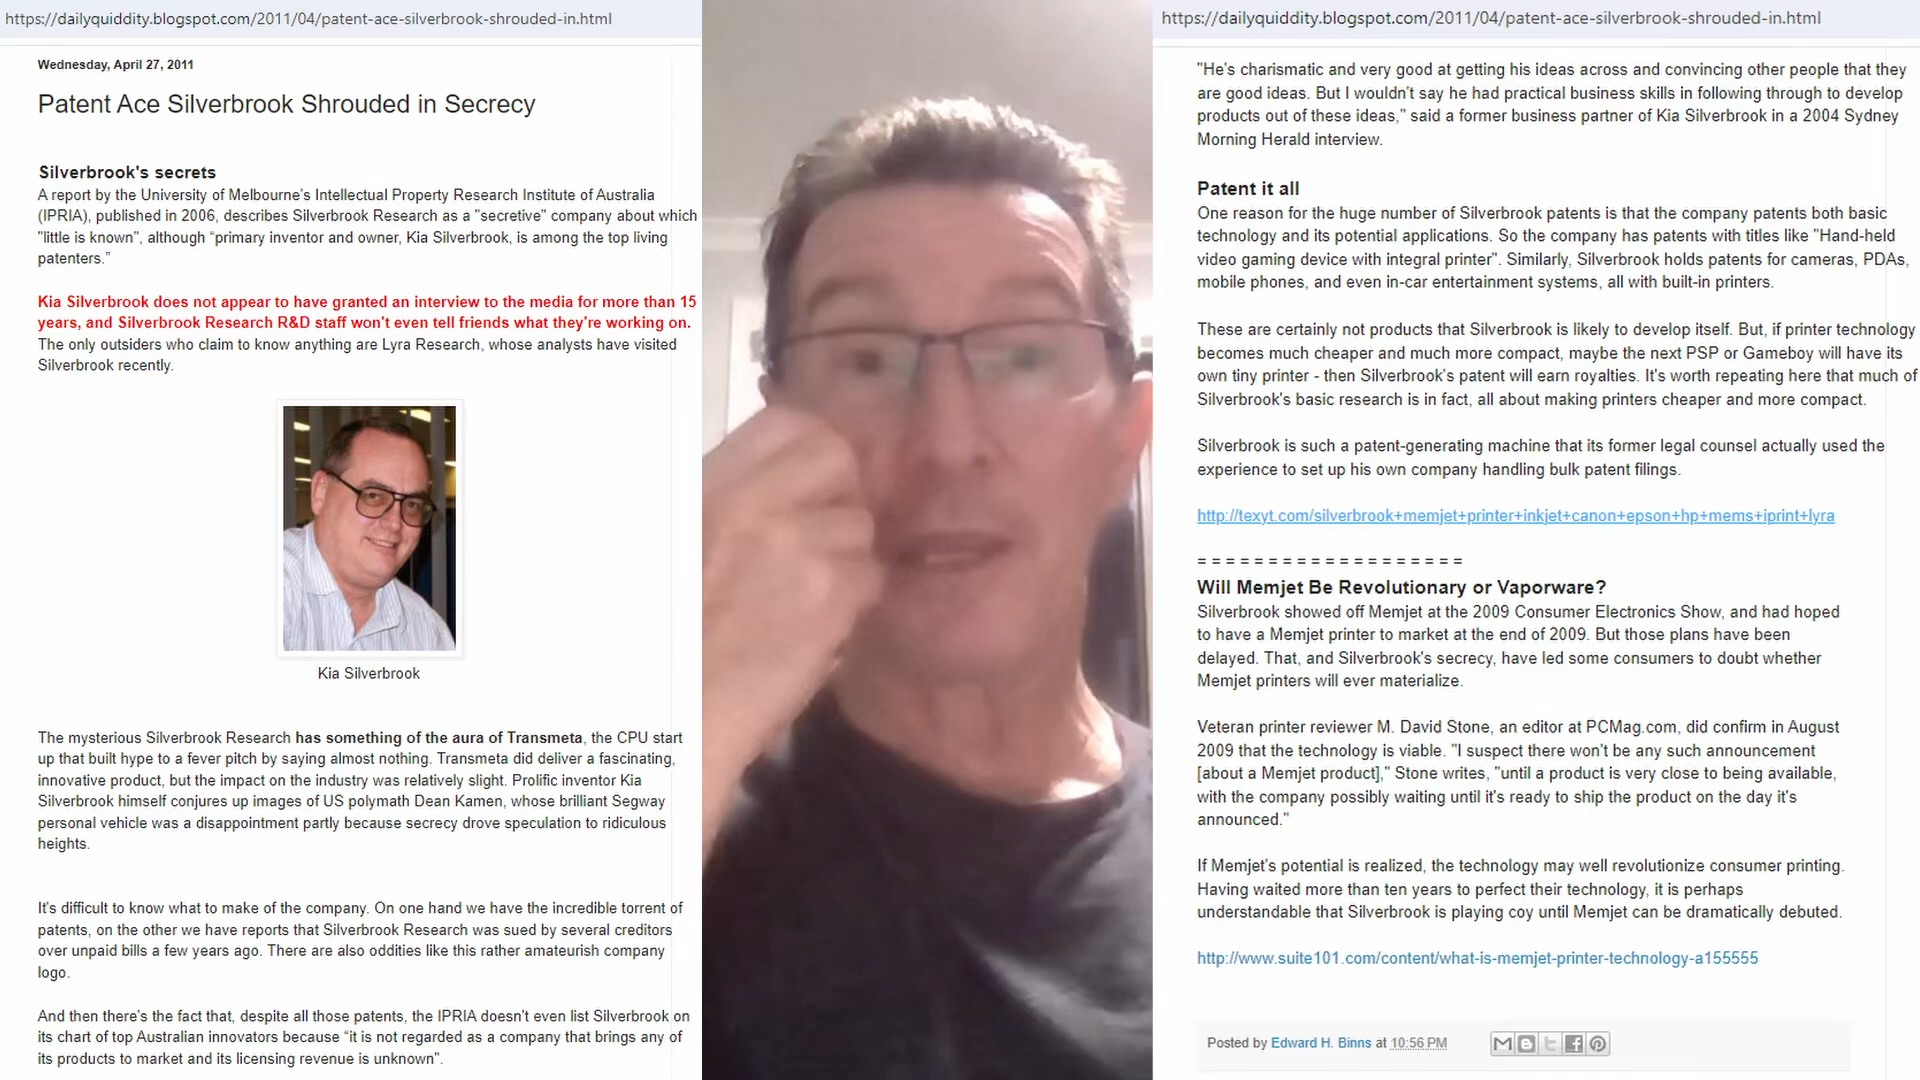 https://dailyquiddity.blogspot.com/2011/04/patent-ace-silverbrook-shrouded-in.html
Wednesday, April 27, 2011
Patent Ace Silverbrook Shrouded in Secrecy
Silverbrook's secrets
A report by the University of Melbourne's Intellectual Property Research Institute of Australia
(IPRIA), published in 2006, describes Silverbrook Research as a "secretive" company about which
"little is known", although “primary inventor and owner, Kia Silverbrook, is among the top living
patenters.”
Kia Silverbrook does not appear to have granted an interview to the media for more than 15
years, and Silverbrook Research R&D staff won't even tell friends what they're working on.
The only outsiders who claim to know anything are Lyra Research, whose analysts have visited
Silverbrook recently.
Kia Silverbrook
The mysterious Silverbrook Research has something of the aura of Transmeta, the CPU start
up that built hype to a fever pitch by saying almost nothing. Transmeta did deliver a fascinating,
innovative product, but the impact on the industry was relatively slight. Prolific inventor Kia
Silverbrook himself conjures up images of US polymath Dean Kamen, whose brilliant Segway
personal vehicle was a disappointment partly because secrecy drove speculation to ridiculous
heights.
It's difficult to know what to make of the company. On one hand we have the incredible torrent of
patents, on the other we have reports that Silverbrook Research was sued by several creditors
over unpaid bills a few years ago. There are also oddities like this rather amateurish company
logo.
And then there's the fact that, despite all those patents, the IPRIA doesn't even list Silverbrook on
its chart of top Australian innovators because “it is not regarded as a company that brings any of
its products to market and its licensing revenue is unknown”.
https://dailyquiddity.blogspot.com/2011/04/patent-ace-silverbrook-shrouded-in.html
"He's charismatic and very good at getting his ideas across and convincing other people that they
are good ideas. But I wouldn't say he had practical business skills in following through to develop
products out of these ideas," said a former business partner of Kia Silverbrook in a 2004 Sydney
Morning Herald interview.
Patent it all
One reason for the huge number of Silverbrook patents is that the company patents both basic
technology and its potential applications. So the company has patents with titles like "Hand-held
video gaming device with integral printer". Similarly, Silverbrook holds patents for cameras, PDAs,
mobile phones, and even in-car entertainment systems, all with built-in printers.
These are certainly not products that Silverbrook is likely to develop itself. But, if printer technology
becomes much cheaper and much more compact, maybe the next PSP or Gameboy will have its
own tiny printer - then Silverbrook's patent will earn royalties. It's worth repeating here that much of
Silverbrook's basic research is in fact, all about making printers cheaper and more compact.
Silverbrook is such a patent-generating machine that its former legal counsel actually used the
experience to set up his own company handling bulk patent filings.
http://texyt.com/silverbrook+memjet+printer+inkjet+canon+epson+hp+mems+iprint+lyra
= = = = = = = = = = = = = = = = = = =
Will Memjet Be Revolutionary or Vaporware?
Silverbrook showed off Memjet at the 2009 Consumer Electronics Show, and had hoped
to have a Memjet printer to market at the end of 2009. But those plans have been
delayed. That, and Silverbrook's secrecy, have led some consumers to doubt whether
Memjet printers will ever materialize.
Veteran printer reviewer M. David Stone, an editor at PCMag.com, did confirm in August
2009 that the technology is viable. "I suspect there won't be any such announcement
[about a Memjet product]," Stone writes, "until a product is very close to being available,
with the company possibly waiting until it's ready to ship the product on the day it's
announced."
If Memjet's potential is realized, the technology may well revolutionize consumer printing.
Having waited more than ten years to perfect their technology, it is perhaps
understandable that Silverbrook is playing coy until Memjet can be dramatically debuted.
http://www.suite101.com/content/what-is-memjet-printer-technology-a155555
Posted by Edward H. Binns at 10:56 PM